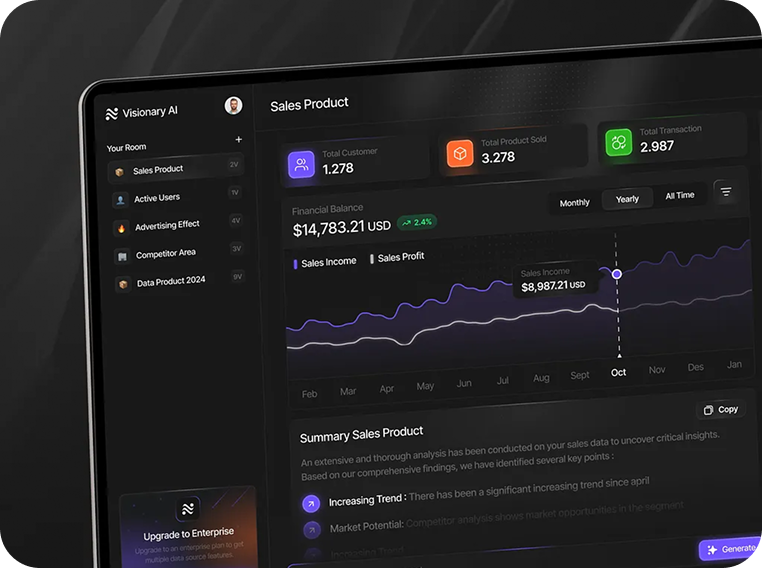 Visionary AI
Your Room
+
Sales Product
2V
Active Users
1V
Advertising Effect
4V
Competitor Area
3V
Data Product 2024
9V
Upgrade to Enterprise
Upgrade to an enterprise plan to get
multiple data source features.
Sales Product
Total Customer
1.278
Total Product Sold
3.278
Total Transaction
2.987
Financial Balance
$14,783.21 USD
2.4%
Monthly
Yearly
All Time
Sales Income
Sales Profit
Sales Income
$8,987.21 USD
Feb Mar Apr May Jun Jul Aug Sept Oct Nov Des Jan
Copy
Summary Sales Product
An extensive and thorough analysis has been conducted on your sales data to uncover critical insights.
Based on our comprehensive findings, we have identified several key points :
Increasing Trend : There has been a significant increasing trend since april
Market Potential: Competitor analysis shows market opportunities in the segment
Increasing Trend
Generate